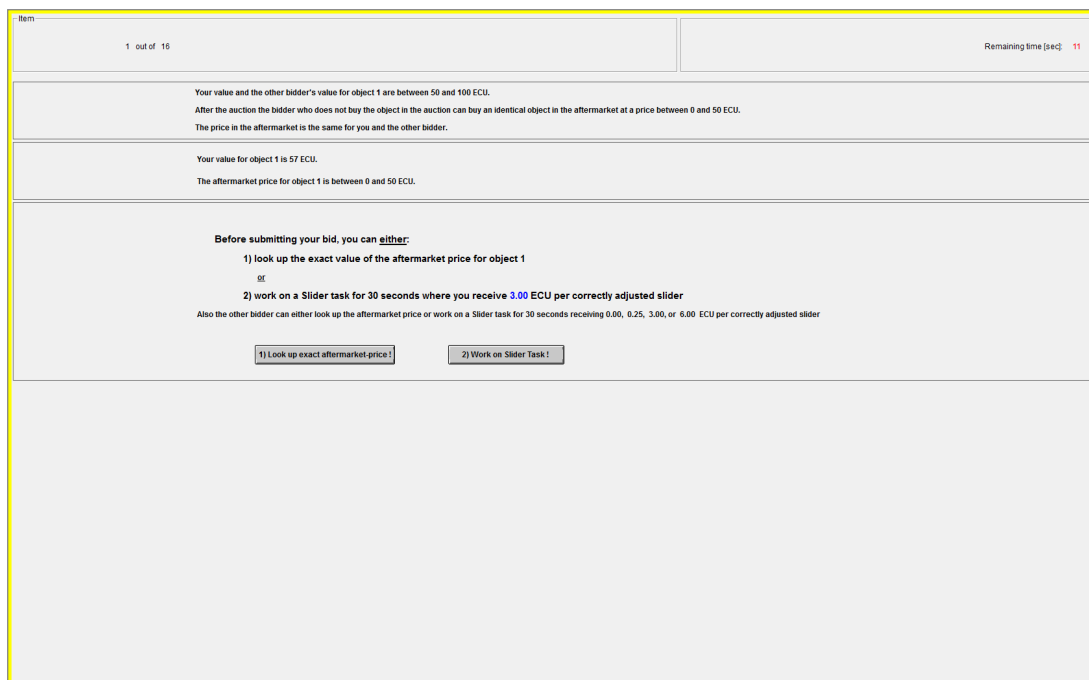 Item
1 out of 16
Remaining time [sec]: 11
Your value and the other bidder's value for object 1 are between 50 and 100 ECU.
After the auction the bidder who does not buy the object in the auction can buy an identical object in the aftermarket at a price between 0 and 50 ECU.
The price in the aftermarket is the same for you and the other bidder.
Your value for object 1 is 57 ECU.
The aftermarket price for object 1 is between 0 and 50 ECU.
Before submitting your bid, you can either:
1) look up the exact value of the aftermarket price for object 1
or
2) work on a Slider task for 30 seconds where you receive 3.00 ECU per correctly adjusted slider
Also the other bidder can either look up the aftermarket price or work on a Slider task for 30 seconds receiving 0.00, 0.25, 3.00, or 6.00 ECU per correctly adjusted slider
1) Look up exact aftermarket-price !
2) Work on Slider Task !